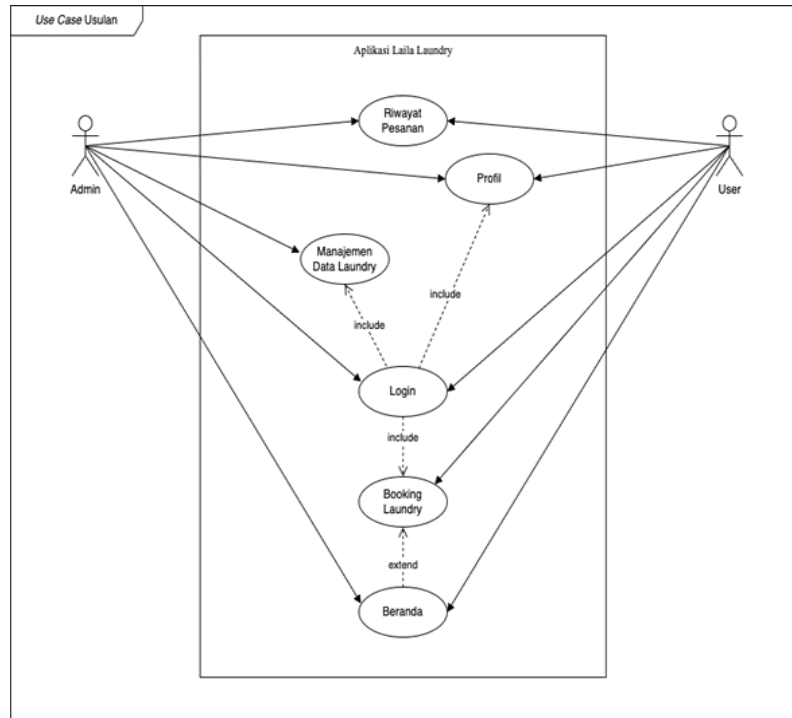 Use Case Usulan
Aplikasi Laila Laundry
Riwayat
Pesanan
Admin
User
Profil
Manajemen
Data Laundry
include
include
Login
include
Booking
Laundry
extend
Beranda